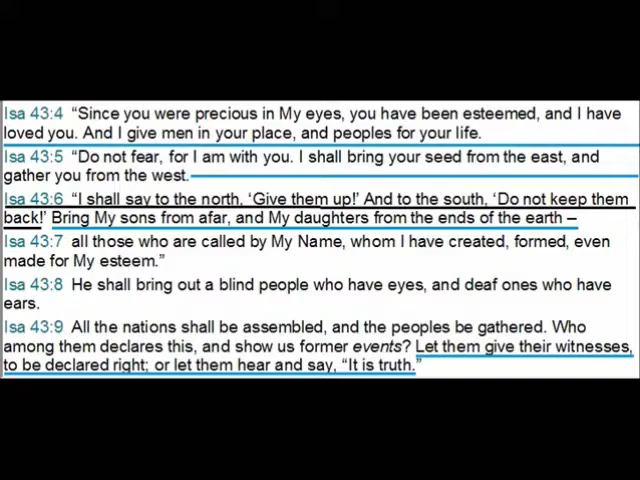 Isa 43:4 “Since you were precious in My eyes, you have been esteemed, and I have
loved you. And I give men in your place, and peoples for your life.
Isa 43:5 “Do not fear, for I am with you. I shall bring your seed from the east, and
gather you from the west.
Isa 43:6 “I shall say to the north, ‘Give them up!’ And to the south, ‘Do not keep them
back!’ Bring My sons from afar, and My daughters from the ends of the earth –
Isa 43:7 all those who are called by My Name, whom I have created, formed, even
made for My esteem.”
Isa 43:8 He shall bring out a blind people who have eyes, and deaf ones who have
ears.
Isa 43:9 All the nations shall be assembled, and the peoples be gathered. Who
among them declares this, and show us former events? Let them give their witnesses,
to be declared right; or let them hear and say, “It is truth.”